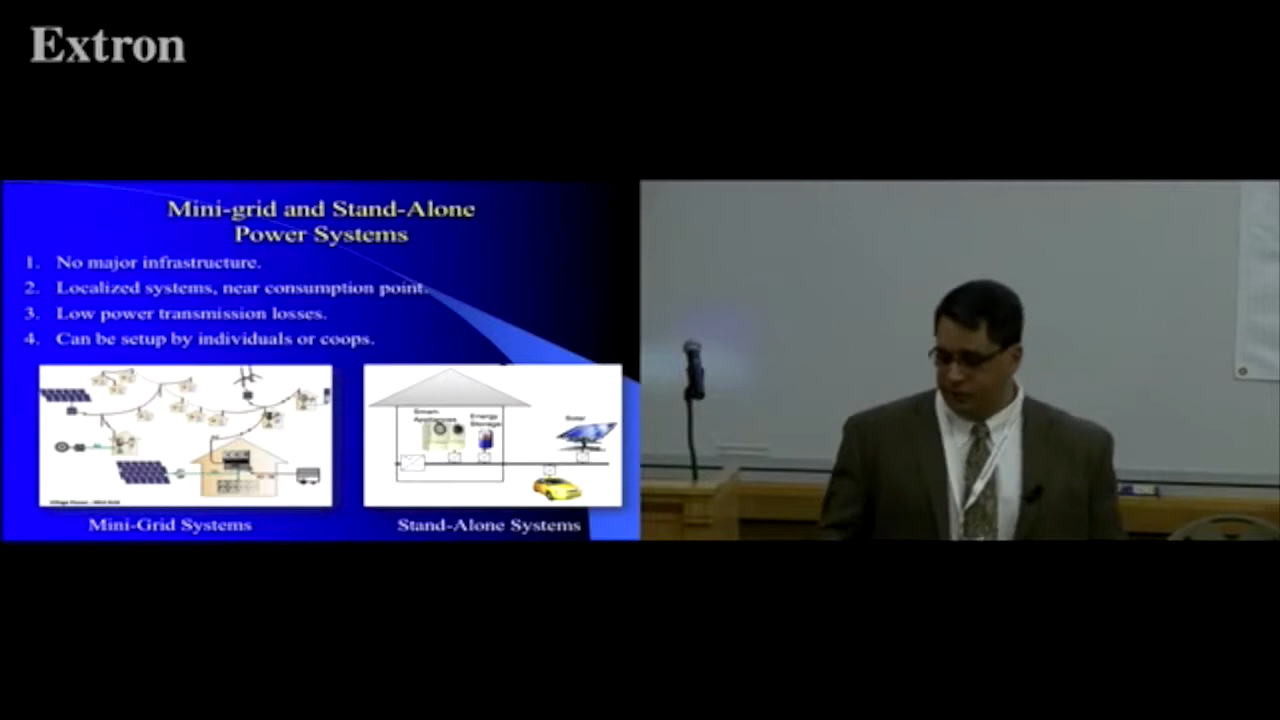 Extron
Mini-grid and Stand-Alone
Power Systems
1. No major infrastructure.
2. Localized systems, near consumption point.
3. Low power transmission losses.
4. Can be setup by individuals or coops.
Smart
Appliances
Energy
Storage
Solar
Mini-Grid Systems
Stand-Alone Systems